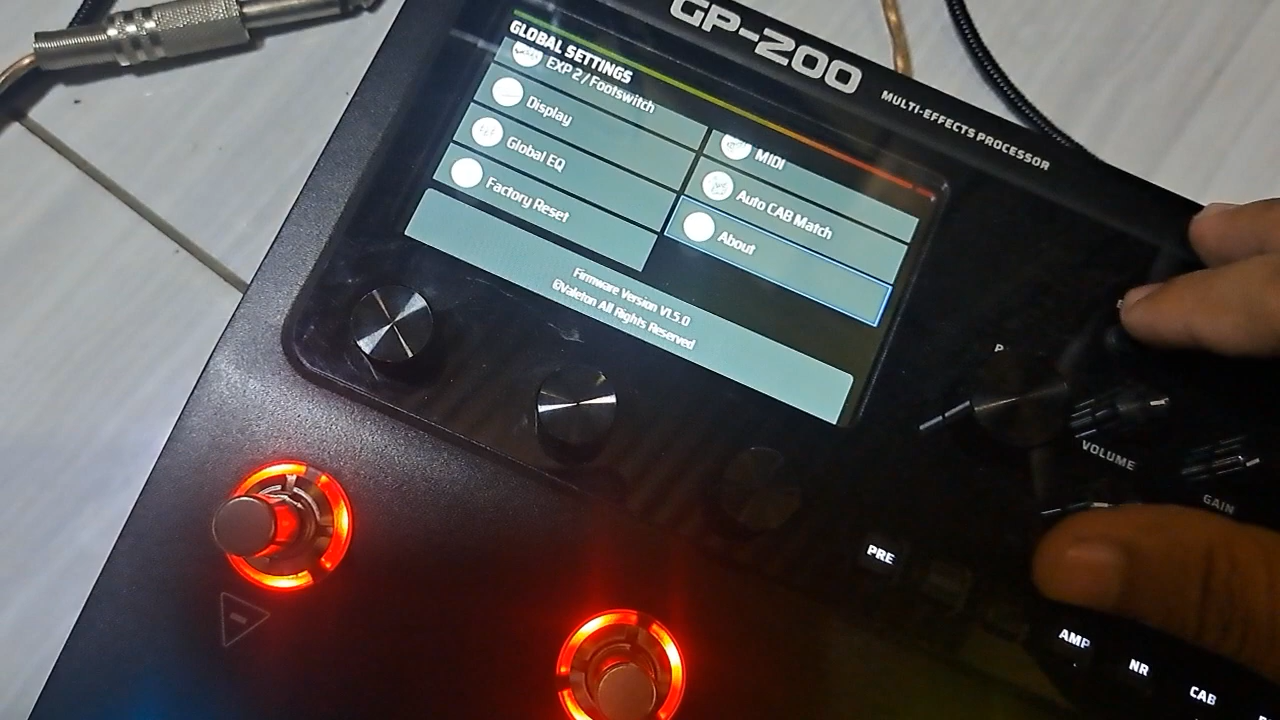 GP-200
MULTI-EFFECTS PROCESSOR
GLOBAL SETTINGS
EXP 2 / Footswitch
Display
MIDI
Global EQ
Auto CAB Match
Factory Reset
About
Firmware Version V1.5.0
©Valeton All Rights Reserved
VOLUME
GAIN
PRE
AMP
NR
CAB